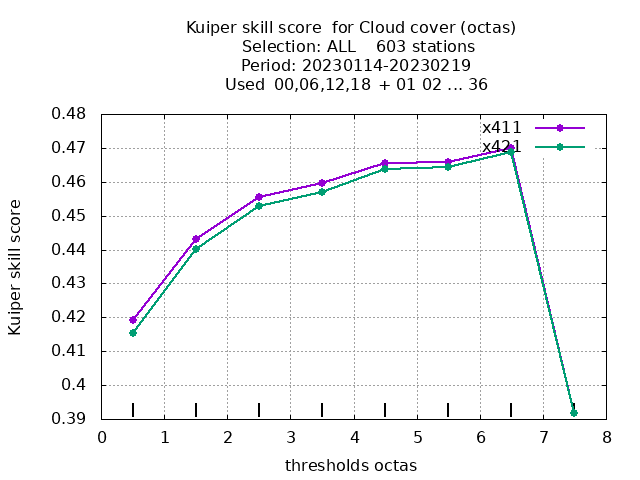 Kuiper skill score for Cloud cover (octas)
Selection: ALL 603 stations
Period: 20230114-20230219
Used 00,06,12,18 + 01 02 ... 36
0.48
0.47
0.46
0.45
0.44
0.43
0.42
0.41
0.4
0.39
Kuiper skill score
x411
x421
0 1 2 3 4 5 6 7 8
thresholds octas